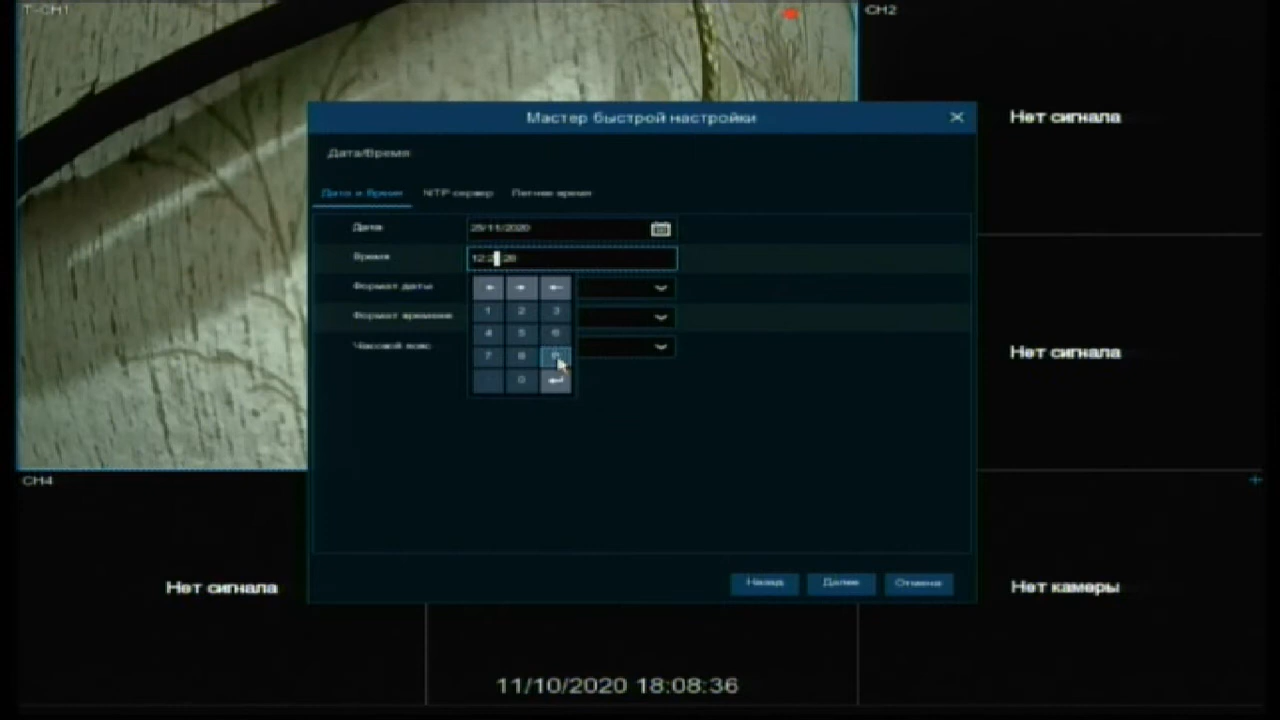 T-CH1
CH2
Мастер быстрой настройки
Нет сигнала
Дата/Время
Дата и Время NTP-сервер Летнее время
Дата 25/11/2020
Время
Формат даты
1 2 3
Формат времени
4 5 6
Часовой пояс
Нет сигнала
7 8 9
0
CH4
Назад Далее Отмена
Нет сигнала
Нет камеры
11/10/2020 18:08:36